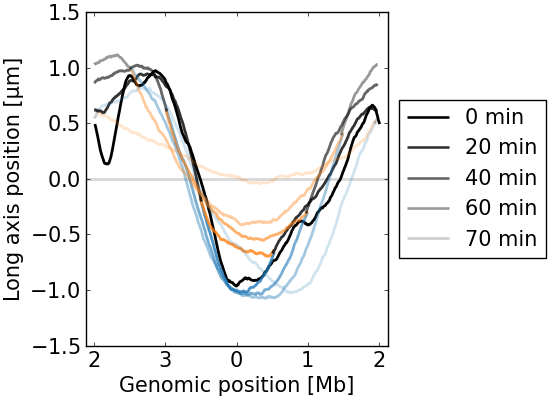 1.5
1.0
0.5
0.0
−0.5
−1.0
−1.5
Long axis position [μm]
2 3 0 1 2
Genomic position [Mb]
0 min
20 min
40 min
60 min
70 min